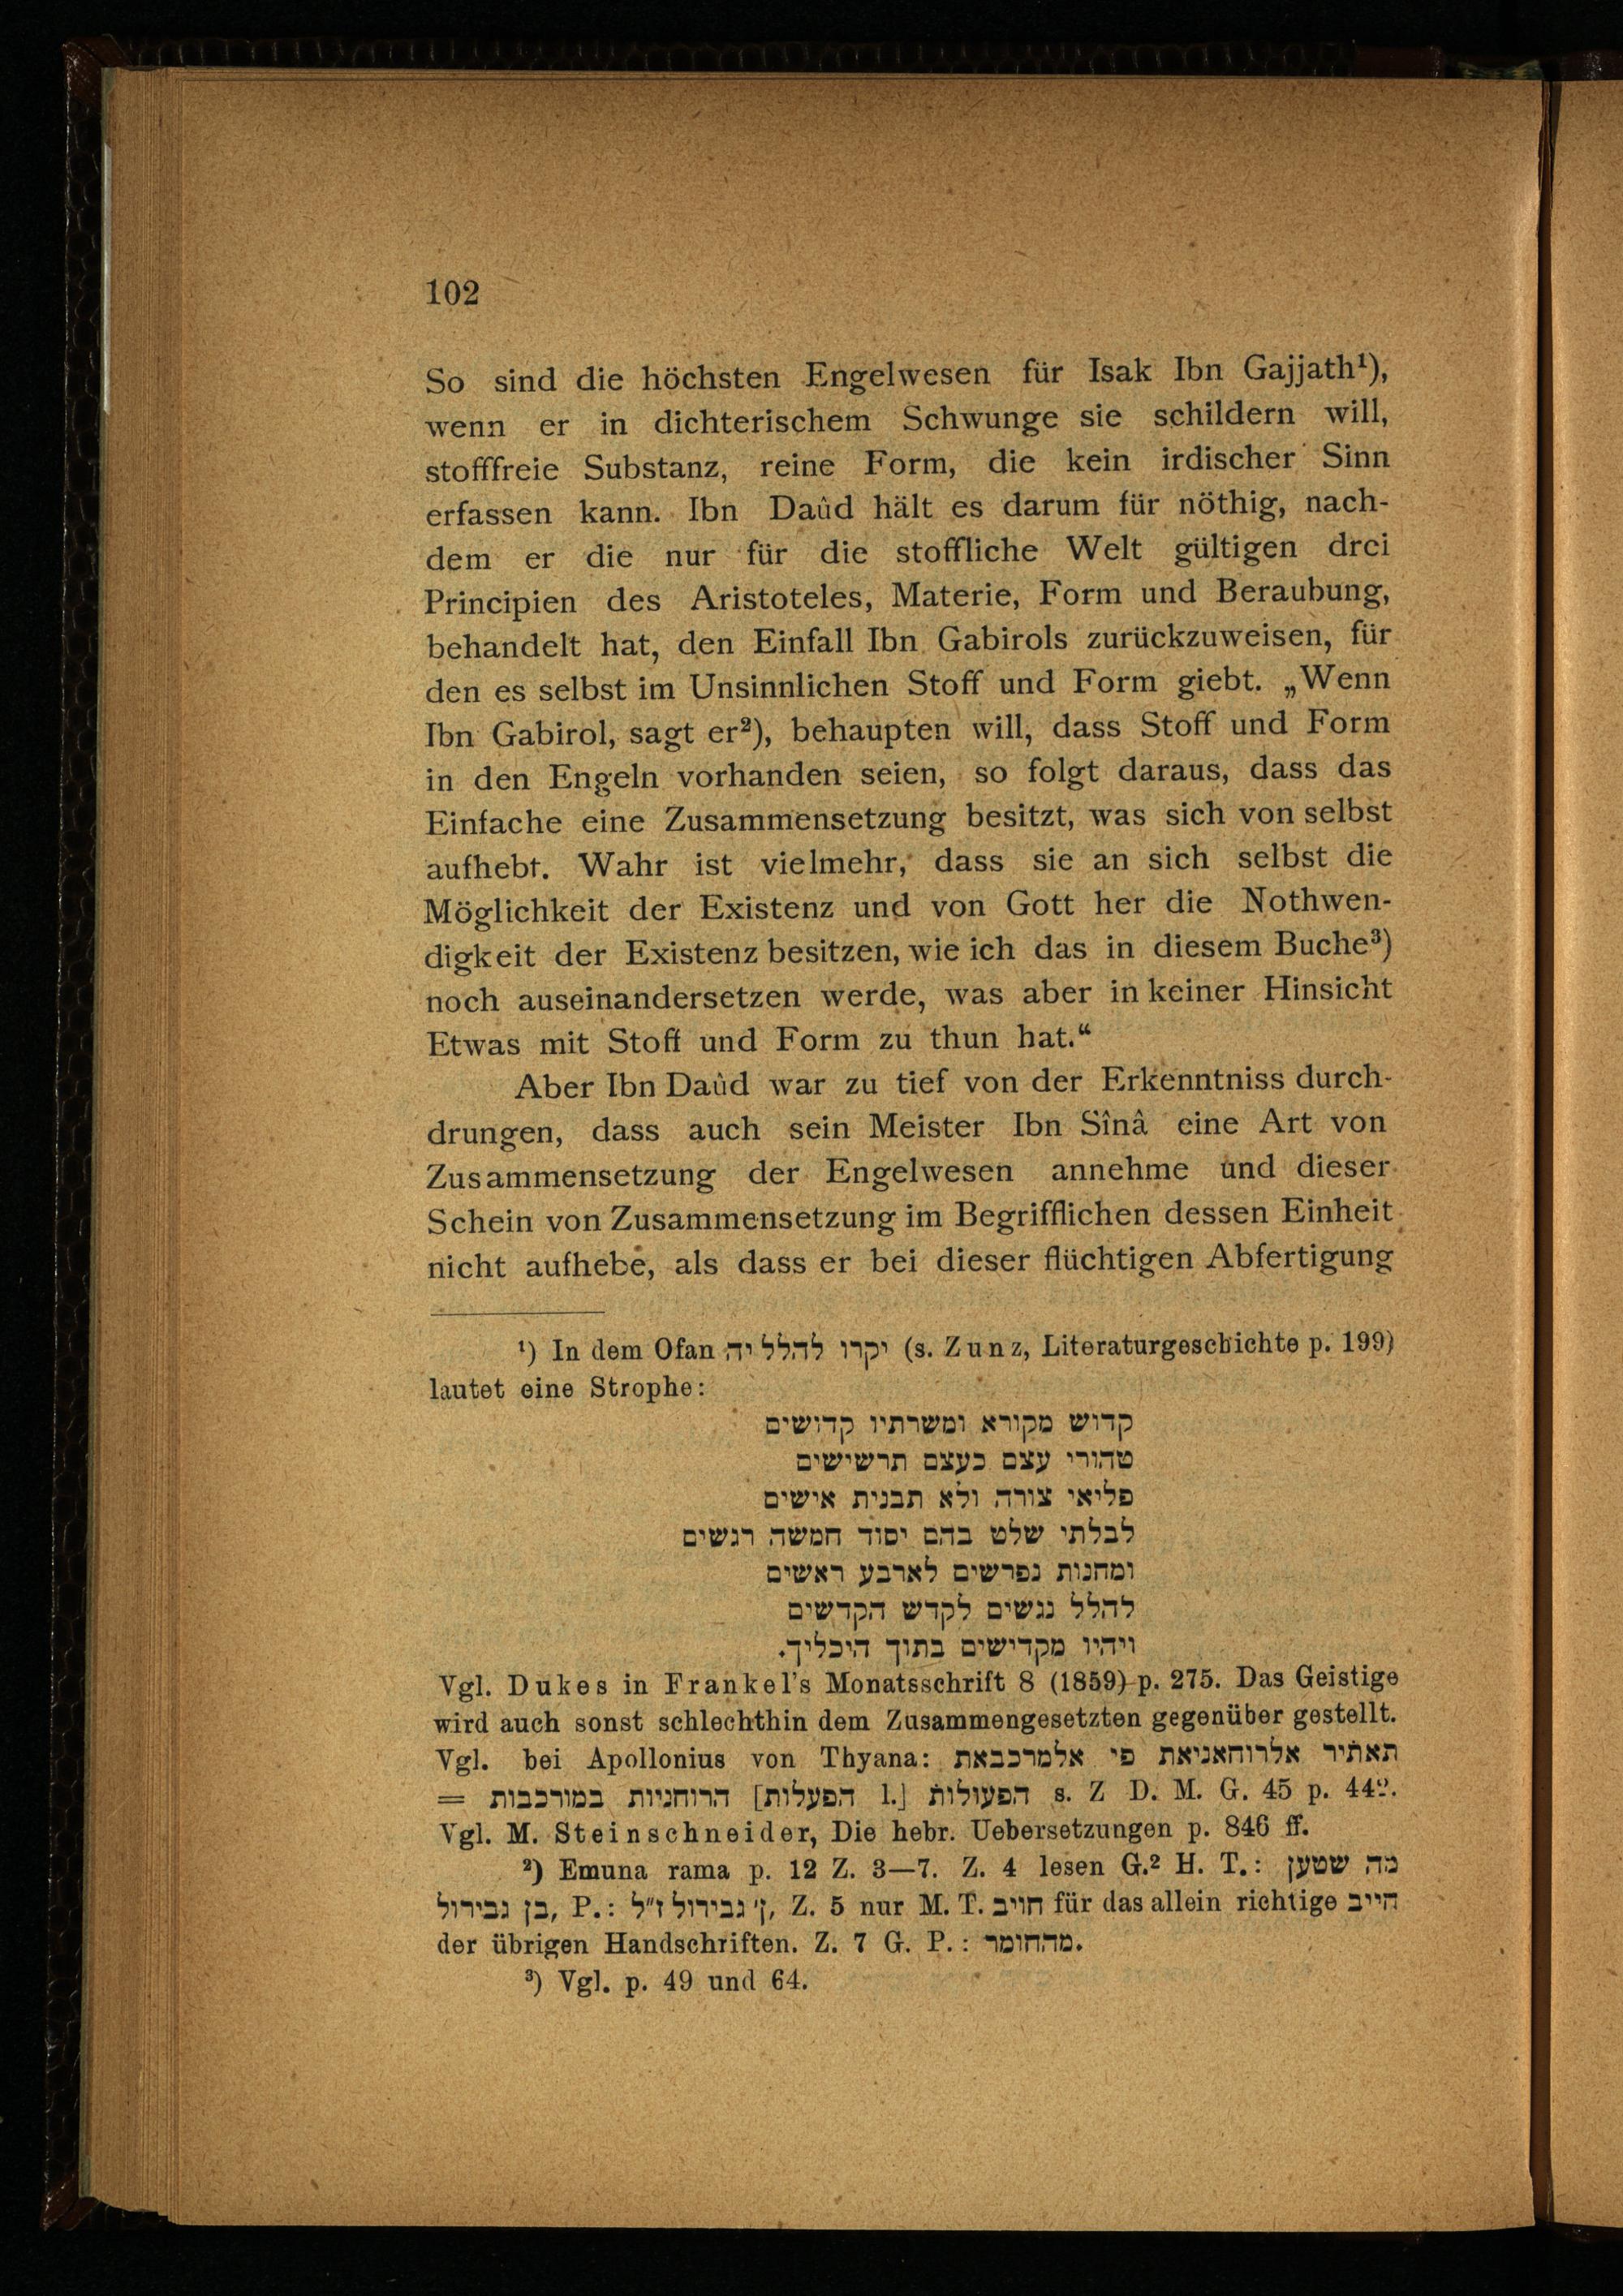 102
So sind die höchsten Engelwesen für Isak Ibn Gajjath¹),
wenn er in dichterischem Schwunge sie schildern will,
stofffreie Substanz, reine Form, die kein irdischer Sinn
erfassen kann. Ibn Daûd hält es darum für nöthig, nach-
dem er die nur für die stoffliche Welt gültigen drei
Principien des Aristoteles, Materie, Form und Beraubung,
behandelt hat, den Einfall Ibn Gabirols zurückzuweisen, für
den es selbst im Unsinnlichen Stoff und Form giebt. „Wenn
Ibn Gabirol, sagt er²), behaupten will, dass Stoff und Form
in den Engeln vorhanden seien, so folgt daraus, dass das
Einfache eine Zusammensetzung besitzt, was sich von selbst
aufhebt. Wahr ist vielmehr, dass sie an sich selbst die
Möglichkeit der Existenz und von Gott her die Nothwen-
digkeit der Existenz besitzen, wie ich das in diesem Buche³)
noch auseinandersetzen werde, was aber in keiner Hinsicht
Etwas mit Stoff und Form zu thun hat.“
Aber Ibn Daûd war zu tief von der Erkenntniss durch-
drungen, dass auch sein Meister Ibn Sînâ eine Art von
Zusammensetzung der Engelwesen annehme und dieser
Schein von Zusammensetzung im Begrifflichen dessen Einheit
nicht aufhebe, als dass er bei dieser flüchtigen Abfertigung
¹) In dem Ofan יקרו להלל יה (s. Zunz, Literaturgeschichte p. 199)
lautet eine Strophe:
קדוש מקורא ומשרתיו קדושים
טהורי עצם כעצם תרשישים
פליאי צורה ולא תבנית אישים
לבלתי שלט בהם יסוד חמשה רגשים
ומחנות נפרשים לארבע ראשים
להלל נגשים לקדש הקדשים
ויהיו מקדישים בתוך היכליך.
Vgl. Dukes in Frankel's Monatsschrift 8 (1859) p. 275. Das Geistige
wird auch sonst schlechthin dem Zusammengesetzten gegenüber gestellt.
Vgl. bei Apollonius von Thyana: תאתיר אלרוחאניאת פי אלמרכבאת
= הפעולות [l. הפעלות] הרוחניות במורכבות s. Z D. M. G. 45 p.
Vgl. M. Steinschneider, Die hebr. Uebersetzungen p. 846 ff.
²) Emuna rama p. 12 Z. 3—7. Z. 4 lesen G.² H. T.: מה שטען
בן גבירול, P.: ן' גבירול ז״ל, Z. 5 nur M. T. חויב für das allein richtige חייב
der übrigen Handschriften. Z. 7 G. P.: מהחומר.
³) Vgl. p. 49 und 64.